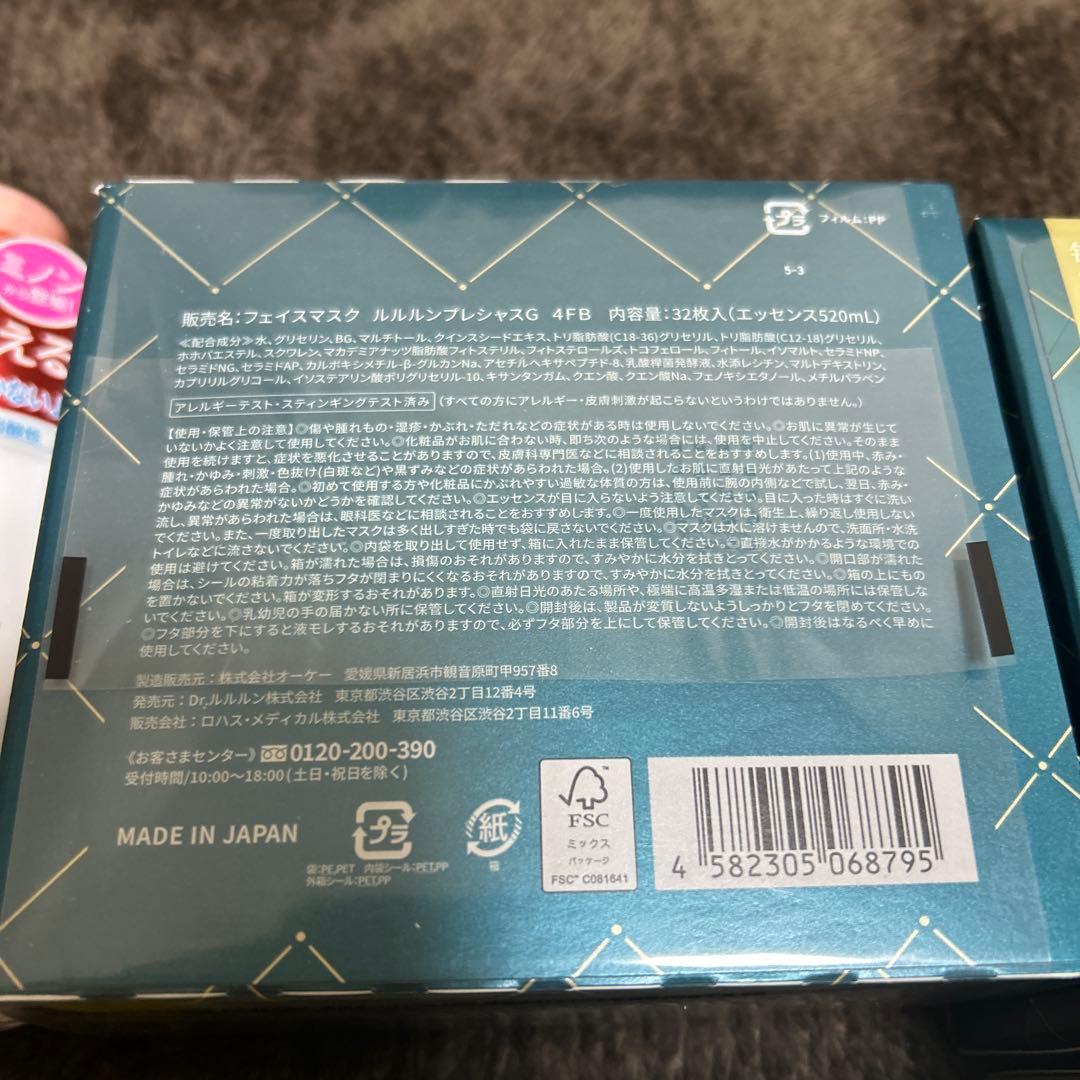 ミノン
から登場!
える
プラ フィルム:PP
5-3
販売名:フェイスマスク ルルルンプレシャスG 4FB 内容量:32枚入(エッセンス520mL)
≪配合成分≫水、グリセリン、BG、マルチトール、クインスシードエキス、トリ脂肪酸(C18-36)グリセリル、トリ脂肪酸(C12-18)グリセリル、
ホホバエステル、スクワレン、マカデミアナッツ脂肪酸フィトステリル、フィトステロールズ、トコフェロール、フィトール、イソマルト、セラミドNP、
セラミドNG、セラミドAP、カルボキシメチル-β-グルカンNa、アセチルヘキサペプチド-8、乳酸桿菌発酵液、水添レシチン、マルトデキストリン、
カプリリルグリコール、イソステアリン酸ポリグリセリル-10、キサンタンガム、クエン酸、クエン酸Na、フェノキシエタノール、メチルパラベン
アレルギーテスト・スティンギングテスト済み (すべての方にアレルギー・皮膚刺激が起こらないというわけではありません。)
【使用・保管上の注意】◎傷や腫れもの・湿疹・かぶれ・ただれなどの症状がある時は使用しないでください。◎お肌に異常が生じて
いないかよく注意して使用してください。◎化粧品がお肌に合わない時、即ち次のような場合には、使用を中止してください。そのまま
使用を続けますと、症状を悪化させることがありますので、皮膚科専門医などに相談されることをおすすめします。(1)使用中、赤み・
腫れ・かゆみ・刺激・色抜け(白斑など)や黒ずみなどの症状があらわれた場合。(2)使用したお肌に直射日光があたって上記のような
症状があらわれた場合。◎初めて使用する方や化粧品にかぶれやすい過敏な体質の方は、使用前に腕の内側などで試し、翌日、赤み・
かゆみなどの異常がないかどうかを確認してください。◎エッセンスが目に入らないよう注意してください。目に入った時はすぐに洗い
流し、異常があらわれた場合は、眼科医などに相談されることをおすすめします。◎一度使用したマスクは、衛生上、繰り返し使用しない
でください。また、一度取り出したマスクは多く出しすぎた時でも袋に戻さないでください。◎マスクは水に溶けませんので、洗面所・水洗
トイレなどに流さないでください。◎内袋を取り出して使用せず、箱に入れたまま保管してください。◎直接水がかかるような環境での
使用は避けてください。箱が濡れた場合は、損傷のおそれがありますので、すみやかに水分を拭きとってください。◎開口部が濡れた
場合は、シールの粘着力が落ちフタが閉まりにくくなるおそれがありますので、すみやかに水分を拭きとってください。◎箱の上にもの
を置かないでください。箱が変形するおそれがあります。◎直射日光のあたる場所や、極端に高温多湿または低温の場所には保管しな
いでください。◎乳幼児の手の届かない所に保管してください。◎開封後は、製品が変質しないようしっかりとフタを閉めてください。
◎フタ部分を下にすると液モレするおそれがありますので、必ずフタ部分を上にして保管してください。◎開封後はなるべく早めに
使用してください。
製造販売元:株式会社オーケー 愛媛県新居浜市観音原町甲957番8
発売元:Dr.ルルルン株式会社 東京都渋谷区渋谷2丁目12番4号
販売会社:ロハス・メディカル株式会社 東京都渋谷区渋谷2丁目11番6号
《お客さまセンター》 0120-200-390
受付時間/10:00〜18:00(土日・祝日を除く)
MADE IN JAPAN
プラ
袋:PE,PET 内袋シール:PET,PP
外箱シール:PET,PP
紙
箱
FSC
ミックス
パッケージ
FSC™ C081641
4 582305 068795